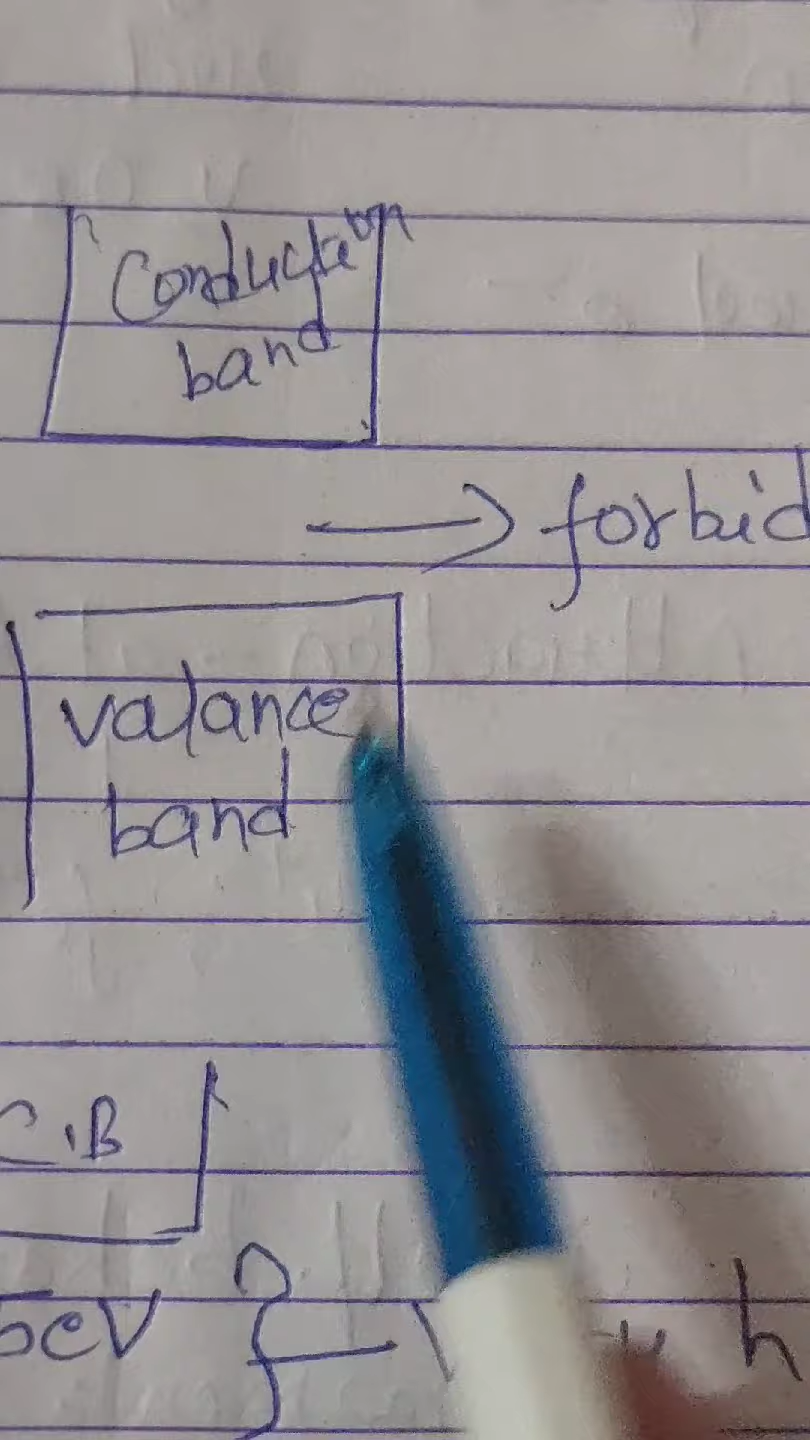 Conduction
band
→ forbid
valance
band
C.B
eV
h